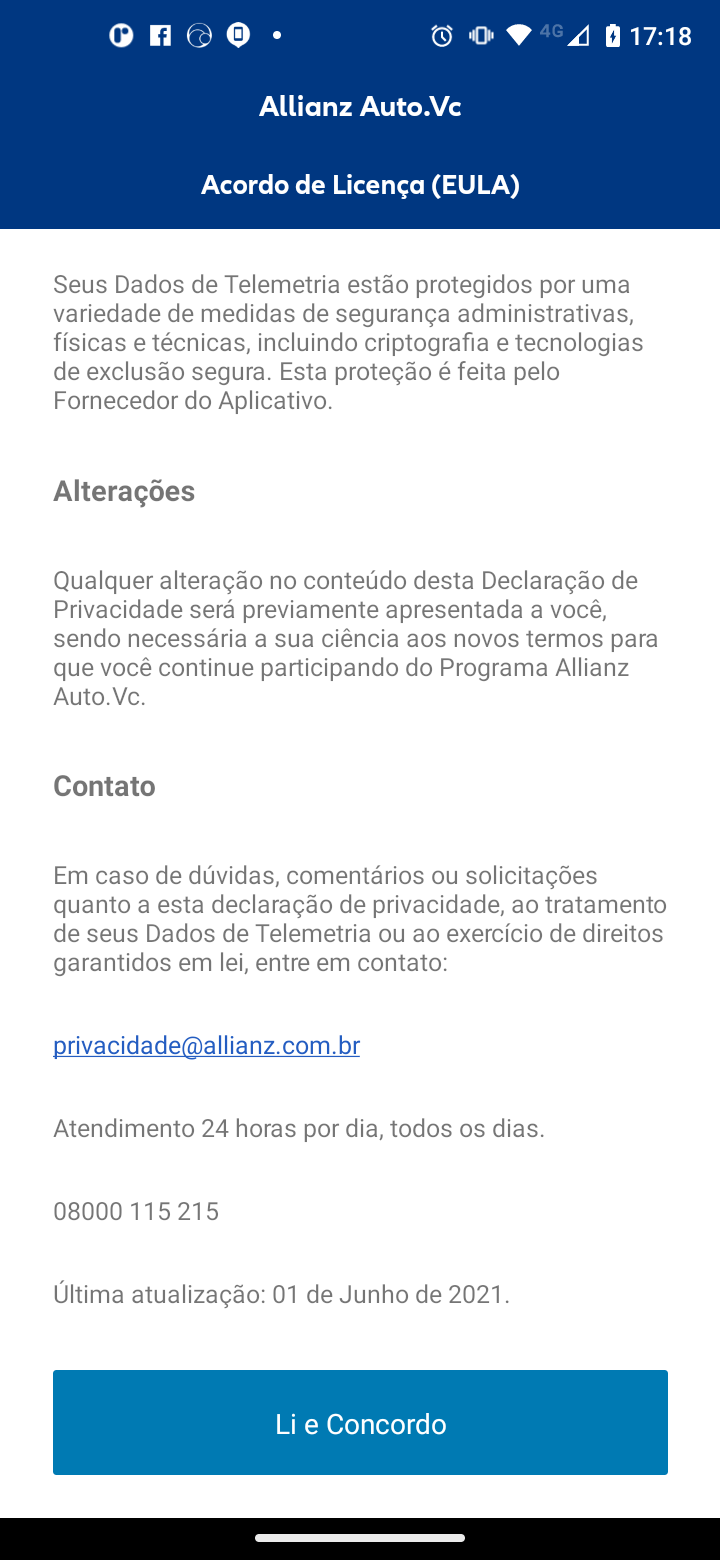 4G 17:18
Allianz Auto.Vc
Acordo de Licença (EULA)
Seus Dados de Telemetria estão protegidos por uma
variedade de medidas de segurança administrativas,
físicas e técnicas, incluindo criptografia e tecnologias
de exclusão segura. Esta proteção é feita pelo
Fornecedor do Aplicativo.
Alterações
Qualquer alteração no conteúdo desta Declaração de
Privacidade será previamente apresentada a você,
sendo necessária a sua ciência aos novos termos para
que você continue participando do Programa Allianz
Auto.Vc.
Contato
Em caso de dúvidas, comentários ou solicitações
quanto a esta declaração de privacidade, ao tratamento
de seus Dados de Telemetria ou ao exercício de direitos
garantidos em lei, entre em contato:
privacidade@allianz.com.br
Atendimento 24 horas por dia, todos os dias.
08000 115 215
Última atualização: 01 de Junho de 2021.
Li e Concordo